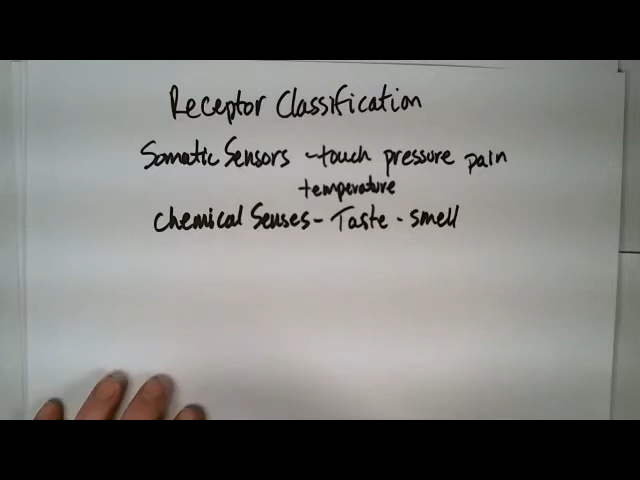 Receptor Classification
Somatic Sensors - touch pressure pain
temperature
Chemical Senses - Taste - smell